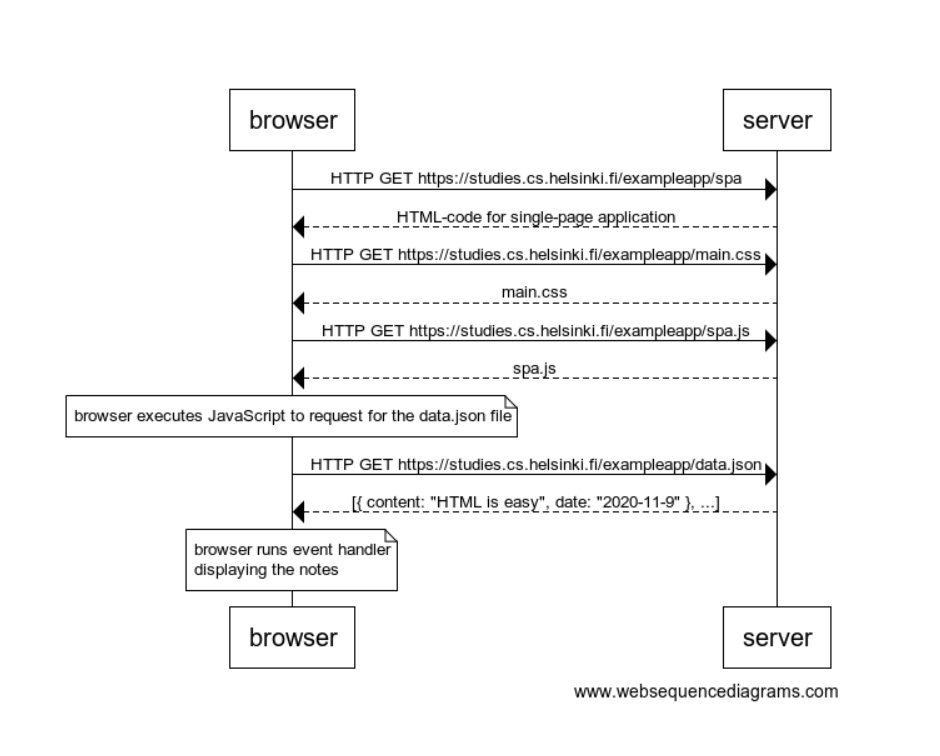 browser
server
HTTP GET https://studies.cs.helsinki.fi/exampleapp/spa
HTML-code for single-page application
HTTP GET https://studies.cs.helsinki.fi/exampleapp/main.css
main.css
HTTP GET https://studies.cs.helsinki.fi/exampleapp/spa.js
spa.js
browser executes JavaScript to request for the data.json file
HTTP GET https://studies.cs.helsinki.fi/exampleapp/data.json
[{ content: "HTML is easy", date: "2020-11-9" }, ...]
browser runs event handler
displaying the notes
browser
server
www.websequencediagrams.com